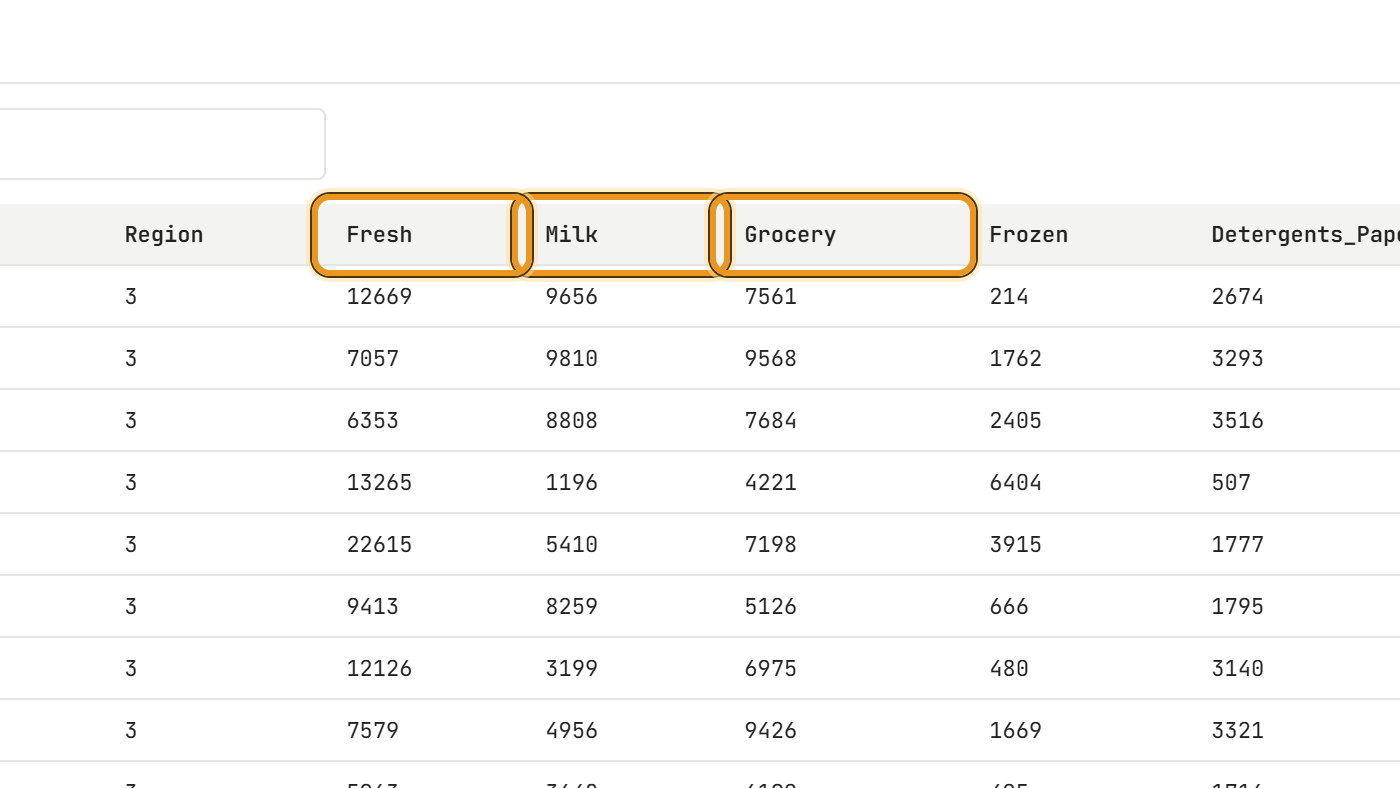 Region Fresh Milk Grocery Frozen
3 12669 9656 7561 214 2674
3 7057 9810 9568 1762 3293
3 6353 8808 7684 2405 3516
3 13265 1196 4221 6404 507
3 22615 5410 7198 3915 1777
3 9413 8259 5126 666 1795
3 12126 3199 6975 480 3140
3 7579 4956 9426 1669 3321